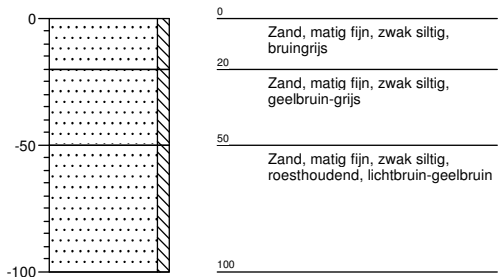 0
-50
-100
0
Zand, matig fijn, zwak siltig,
bruingrijs
20
Zand, matig fijn, zwak siltig,
geelbruin-grijs
50
Zand, matig fijn, zwak siltig,
roesthoudend, lichtbruin-geelbruin
100